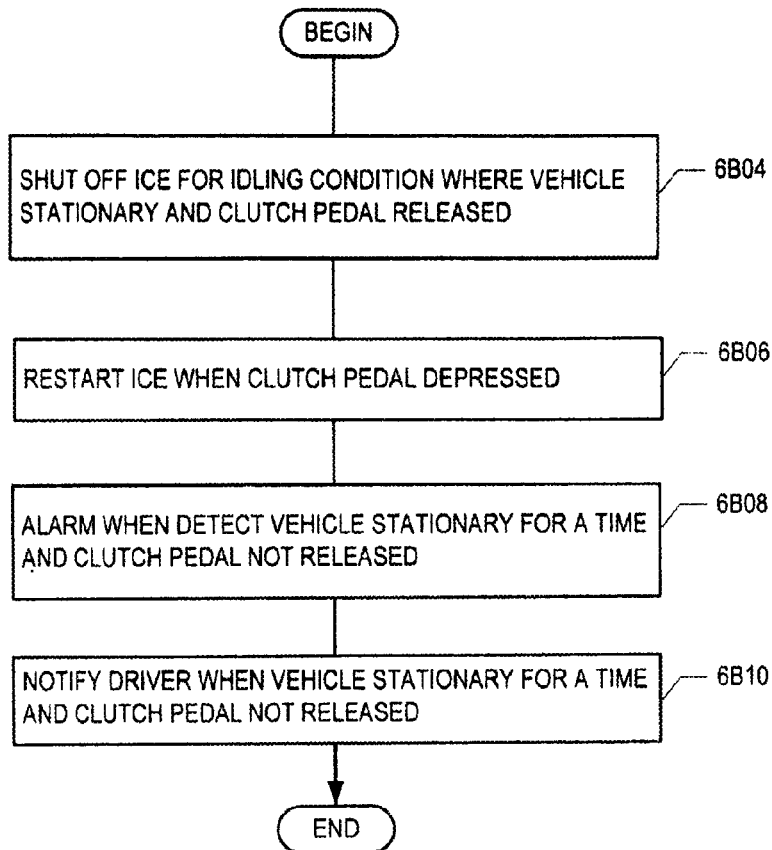 BEGIN
SHUT OFF ICE FOR IDLING CONDITION WHERE VEHICLE
STATIONARY AND CLUTCH PEDAL RELEASED
6B04
RESTART ICE WHEN CLUTCH PEDAL DEPRESSED
6B06
ALARM WHEN DETECT VEHICLE STATIONARY FOR A TIME
AND CLUTCH PEDAL NOT RELEASED
6B08
NOTIFY DRIVER WHEN VEHICLE STATIONARY FOR A TIME
AND CLUTCH PEDAL NOT RELEASED
6B10
END